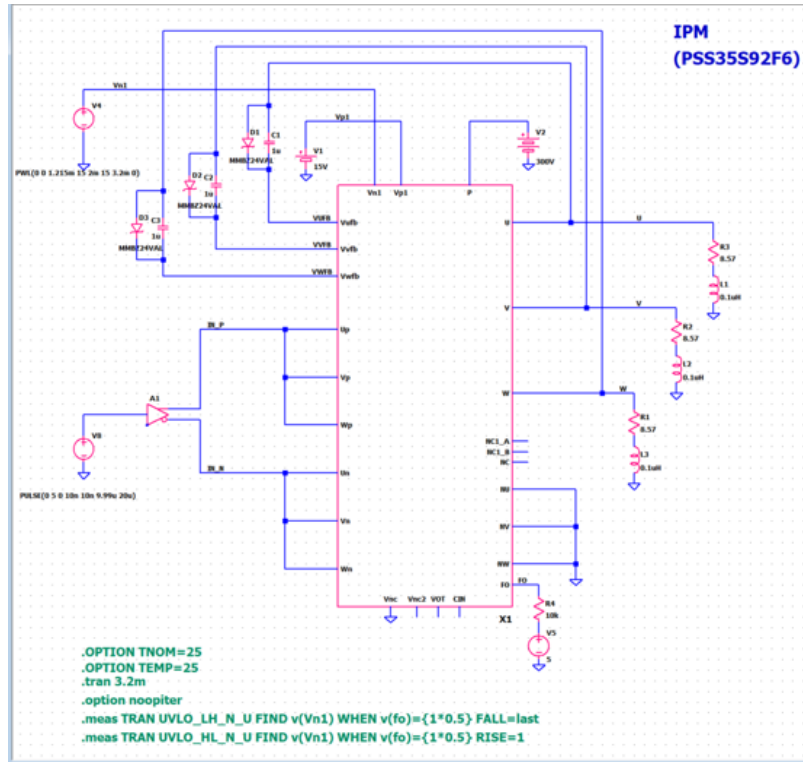 IPM
(PSS35S92F6)
Vn1
V4
PWL(0 0 1.215m 15 2m 15 3.2m 0)
D1
C1
1u
MMBZ24VAL
Vp1
V1
15V
V2
300V
D2
C2
1u
MMBZ24VAL
D3
C3
1u
MMBZ24VAL
Vn1
Vp1
P
VUFB
Vufb
U
U
VVFB
Vvfb
R3
8.57
VWFB
Vwfb
L1
0.1uH
V
V
IN_P
Up
R2
8.57
Vp
L2
0.1uH
W
W
A1
Wp
R1
8.57
V8
NC1_A
NC1_B
NC
L3
0.1uH
IN_N
Un
NU
PULSE(0 5 0 10n 10n 9.99u 20u)
Vn
NV
Wn
NW
FO
FO
Vnc
Vnc2
VOT
CIN
R4
10k
X1
V5
5
.OPTION TNOM=25
.OPTION TEMP=25
.tran 3.2m
.option noopiter
.meas TRAN UVLO_LH_N_U FIND v(Vn1) WHEN v(fo)={1*0.5} FALL=last
.meas TRAN UVLO_HL_N_U FIND v(Vn1) WHEN v(fo)={1*0.5} RISE=1